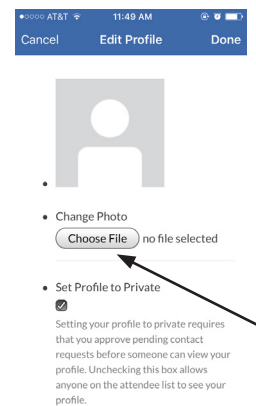 AT&T 11:49 AM
Cancel Edit Profile Done
Change Photo
Choose File no file selected
Set Profile to Private
Setting your profile to private requires
that you approve pending contact
requests before someone can view your
profile. Unchecking this box allows
anyone on the attendee list to see your
profile.